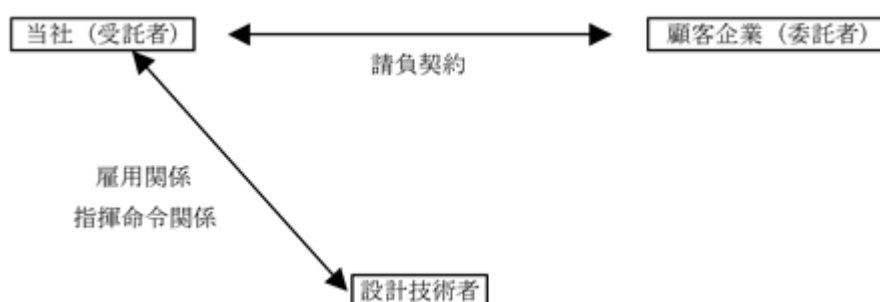 当社（受託者）
顧客企業（委託者）
請負契約
雇用関係
指揮命令関係
設計技術者